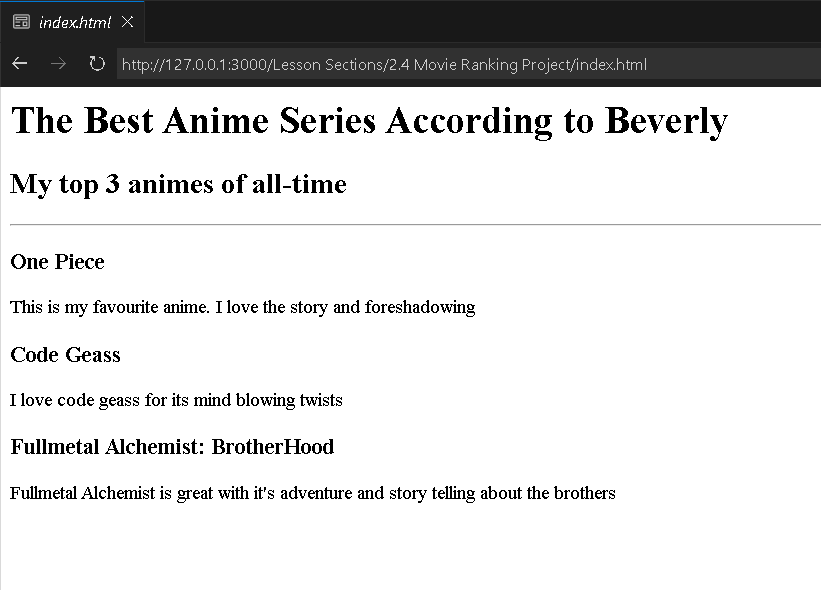 index.html
http://127.0.0.1:3000/Lesson Sections/2.4 Movie Ranking Project/index.html
The Best Anime Series According to Beverly
My top 3 animes of all-time
One Piece
This is my favourite anime. I love the story and foreshadowing
Code Geass
I love code geass for its mind blowing twists
Fullmetal Alchemist: BrotherHood
Fullmetal Alchemist is great with it's adventure and story telling about the brothers